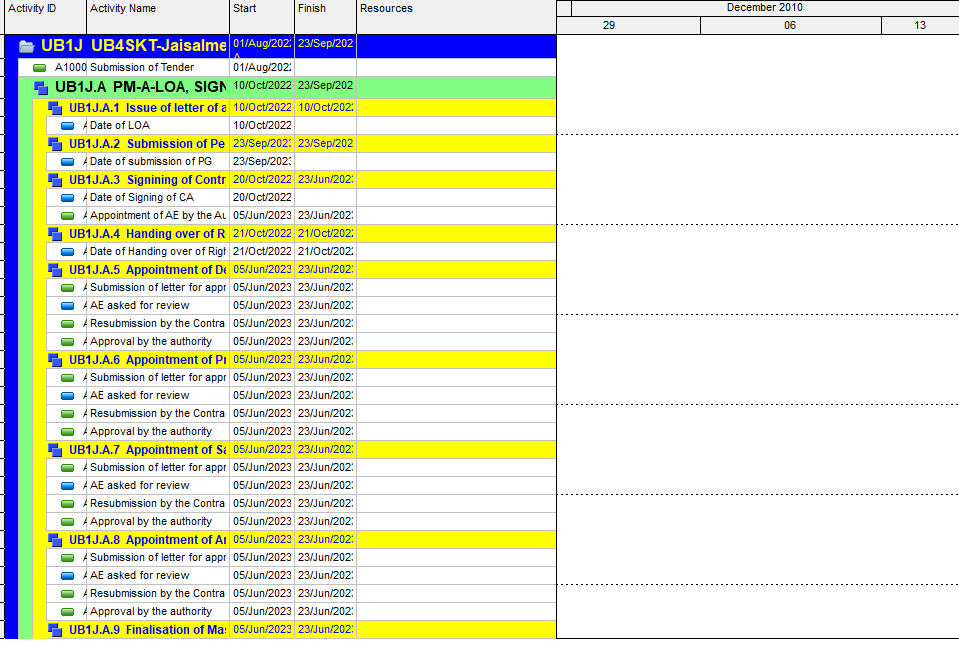 Activity ID Activity Name Start Finish Resources December 2010
29 06 13
UB1J UB4SKT-Jaisalme 01/Aug/202 23/Sep/202
A1000 Submission of Tender 01/Aug/202
UB1J.A PM-A-LOA, SIGN 10/Oct/2022 23/Sep/202
UB1J.A.1 Issue of letter of a 10/Oct/2022 10/Oct/202
A Date of LOA 10/Oct/2022
UB1J.A.2 Submission of Pe 23/Sep/2023 23/Sep/202
A Date of submission of PG 23/Sep/2023
UB1J.A.3 Signining of Contr 20/Oct/2022 23/Jun/202
A Date of Signing of CA 20/Oct/2022
A Appointment of AE by the Au 05/Jun/2023 23/Jun/202
UB1J.A.4 Handing over of R 21/Oct/2022 21/Oct/202
A Date of Handing over of Righ 21/Oct/2022 21/Oct/202
UB1J.A.5 Appointment of De 05/Jun/2023 23/Jun/202
A Submission of letter for appr 05/Jun/2023 23/Jun/202
A AE asked for review 05/Jun/2023 23/Jun/202
A Resubmission by the Contra 05/Jun/2023 23/Jun/202
A Approval by the authority 05/Jun/2023 23/Jun/202
UB1J.A.6 Appointment of Pr 05/Jun/2023 23/Jun/202
A Submission of letter for appr 05/Jun/2023 23/Jun/202
A AE asked for review 05/Jun/2023 23/Jun/202
A Resubmission by the Contra 05/Jun/2023 23/Jun/202
A Approval by the authority 05/Jun/2023 23/Jun/202
UB1J.A.7 Appointment of Sa 05/Jun/2023 23/Jun/202
A Submission of letter for appr 05/Jun/2023 23/Jun/202
A AE asked for review 05/Jun/2023 23/Jun/202
A Resubmission by the Contra 05/Jun/2023 23/Jun/202
A Approval by the authority 05/Jun/2023 23/Jun/202
UB1J.A.8 Appointment of Ar 05/Jun/2023 23/Jun/202
A Submission of letter for appr 05/Jun/2023 23/Jun/202
A AE asked for review 05/Jun/2023 23/Jun/202
A Resubmission by the Contra 05/Jun/2023 23/Jun/202
A Approval by the authority 05/Jun/2023 23/Jun/202
UB1J.A.9 Finalisation of Mas 05/Jun/2023 23/Jun/202